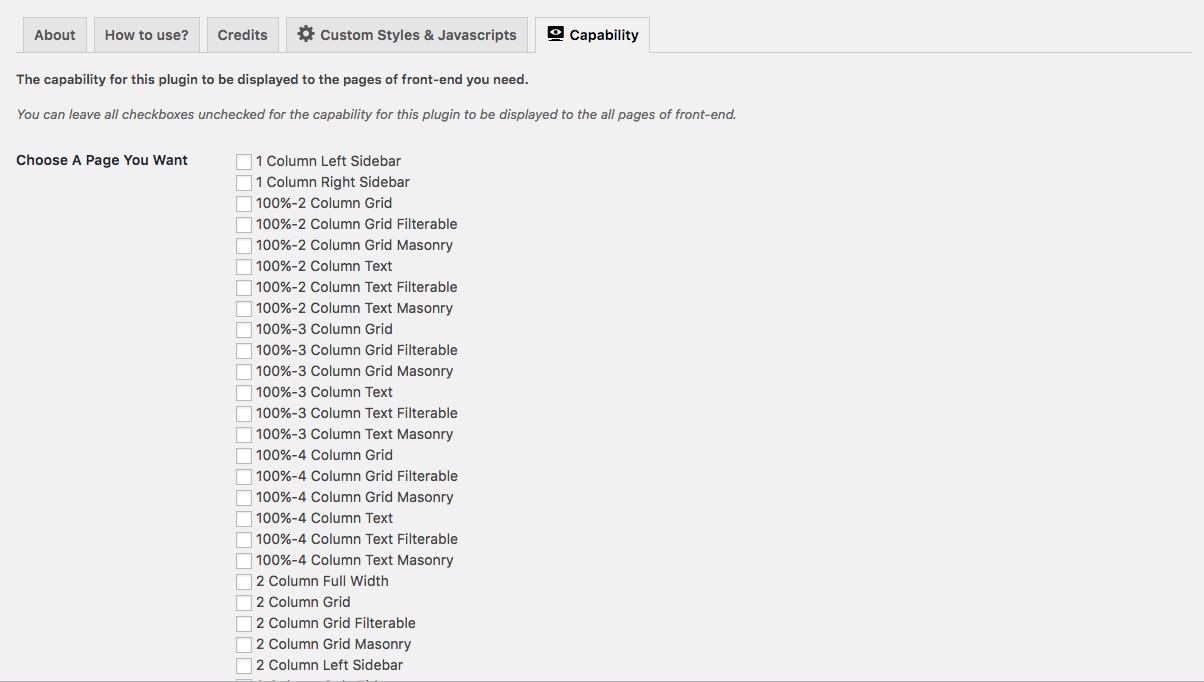 About How to use? Credits Custom Styles & Javascripts Capability
The capability for this plugin to be displayed to the pages of front-end you need.
You can leave all checkboxes unchecked for the capability for this plugin to be displayed to the all pages of front-end.
Choose A Page You Want
1 Column Left Sidebar
1 Column Right Sidebar
100%-2 Column Grid
100%-2 Column Grid Filterable
100%-2 Column Grid Masonry
100%-2 Column Text
100%-2 Column Text Filterable
100%-2 Column Text Masonry
100%-3 Column Grid
100%-3 Column Grid Filterable
100%-3 Column Grid Masonry
100%-3 Column Text
100%-3 Column Text Filterable
100%-3 Column Text Masonry
100%-4 Column Grid
100%-4 Column Grid Filterable
100%-4 Column Grid Masonry
100%-4 Column Text
100%-4 Column Text Filterable
100%-4 Column Text Masonry
2 Column Full Width
2 Column Grid
2 Column Grid Filterable
2 Column Grid Masonry
2 Column Left Sidebar